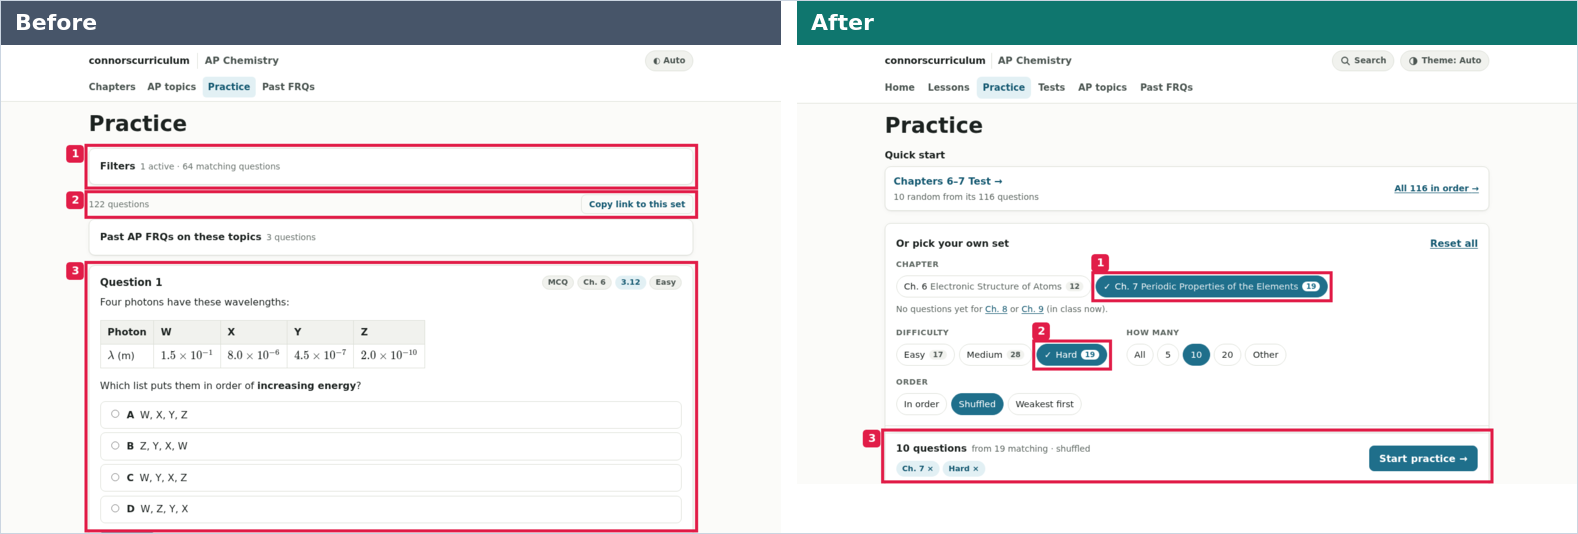 Before
connorscurriculum AP Chemistry
Auto
Chapters AP topics Practice Past FRQs
Practice
1
Filters 1 active · 64 matching questions
2
122 questions
Copy link to this set
Past AP FRQs on these topics 3 questions
3
Question 1
MCQ Ch. 6 3.12 Easy
Four photons have these wavelengths:
Photon W X Y Z
λ (m) 1.5 × 10⁻¹ 8.0 × 10⁻⁶ 4.5 × 10⁻⁷ 2.0 × 10⁻¹⁰
Which list puts them in order of increasing energy?
A W, X, Y, Z
B Z, Y, X, W
C W, Y, X, Z
D W, Z, Y, X
After
connorscurriculum AP Chemistry
Search Theme: Auto
Home Lessons Practice Tests AP topics Past FRQs
Practice
Quick start
Chapters 6–7 Test →
10 random from its 116 questions
All 116 in order →
Or pick your own set
Reset all
CHAPTER
1
Ch. 6 Electronic Structure of Atoms 12
✓ Ch. 7 Periodic Properties of the Elements 19
No questions yet for Ch. 8 or Ch. 9 (in class now).
DIFFICULTY
2
Easy 17 Medium 28 ✓ Hard 19
HOW MANY
All 5 10 20 Other
ORDER
In order Shuffled Weakest first
3
10 questions from 19 matching · shuffled
Ch. 7 × Hard ×
Start practice →